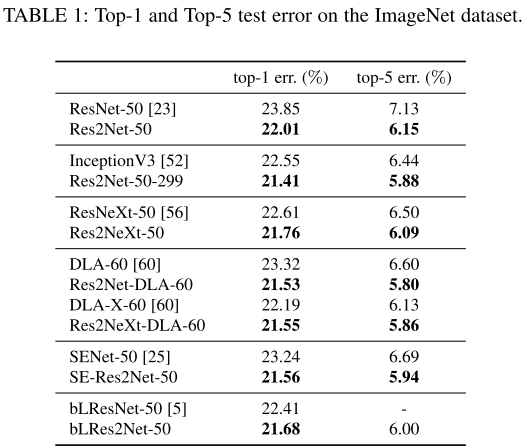 TABLE 1: Top-1 and Top-5 test error on the ImageNet dataset.
top-1 err. (%) top-5 err. (%)
ResNet-50 [23] 23.85 7.13
Res2Net-50 22.01 6.15
InceptionV3 [52] 22.55 6.44
Res2Net-50-299 21.41 5.88
ResNeXt-50 [56] 22.61 6.50
Res2NeXt-50 21.76 6.09
DLA-60 [60] 23.32 6.60
Res2Net-DLA-60 21.53 5.80
DLA-X-60 [60] 22.19 6.13
Res2NeXt-DLA-60 21.55 5.86
SENet-50 [25] 23.24 6.69
SE-Res2Net-50 21.56 5.94
bLResNet-50 [5] 22.41 -
bLRes2Net-50 21.68 6.00